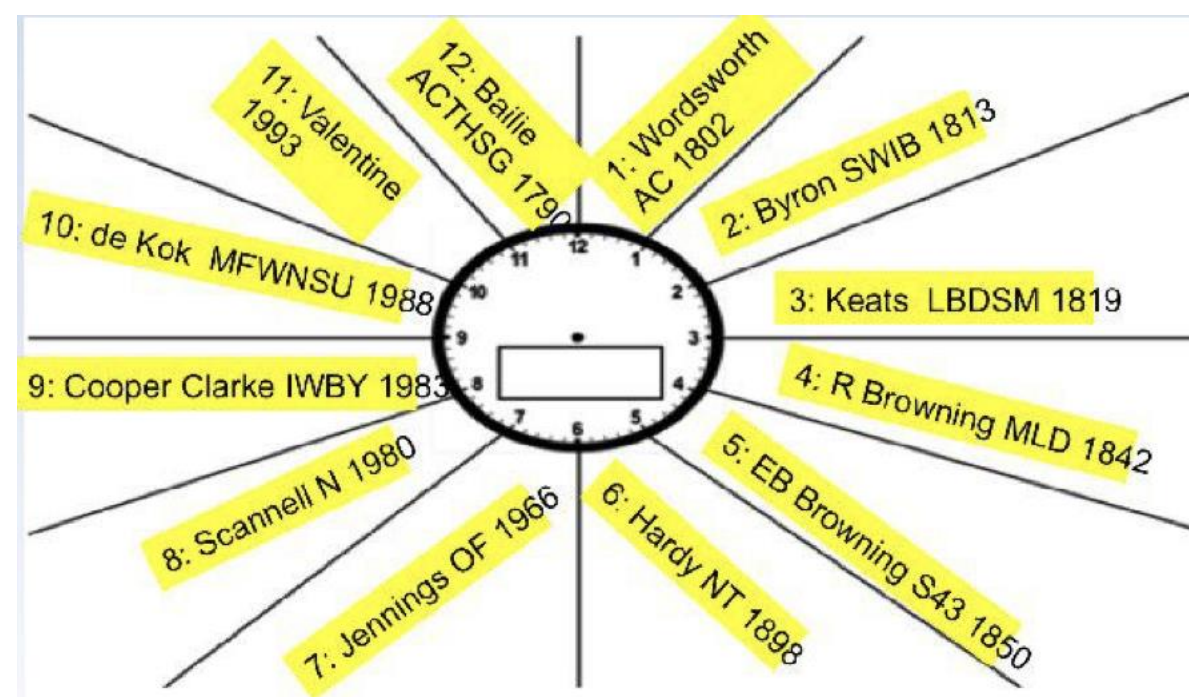 12: Bailie
ACTHSG 1790
1: Wordsworth
AC 1802
2: Byron SWIB 1813
3: Keats LBDSM 1819
4: R Browning MLD 1842
5: EB Browning S43 1850
6: Hardy NT 1898
7: Jennings OF 1966
8: Scannell N 1980
9: Cooper Clarke IWBY 1983
10: de Kok MFWNSU 1988
11: Valentine
1993
12
1
2
3
4
5
6
7
8
9
10
11